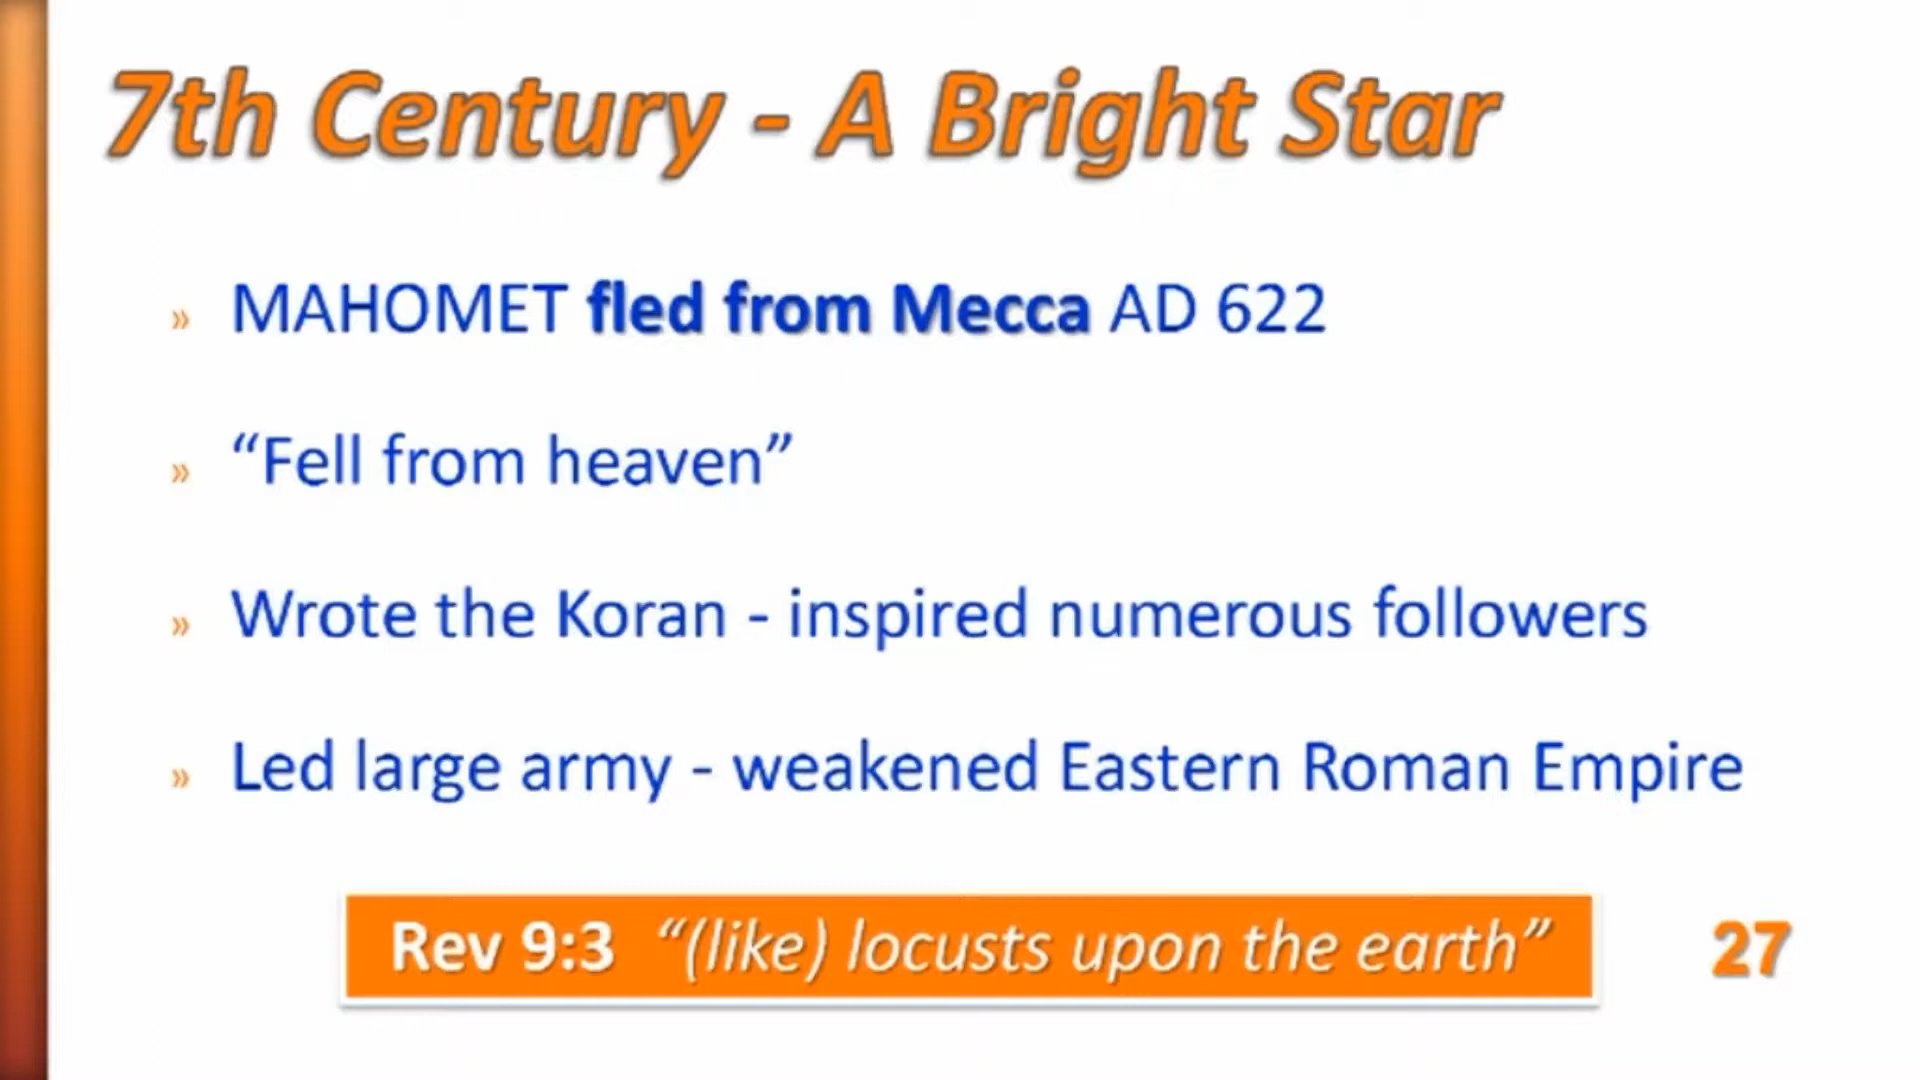 7th Century - A Bright Star
» MAHOMET fled from Mecca AD 622
» “Fell from heaven”
» Wrote the Koran - inspired numerous followers
» Led large army - weakened Eastern Roman Empire
Rev 9:3 “(like) locusts upon the earth”
27